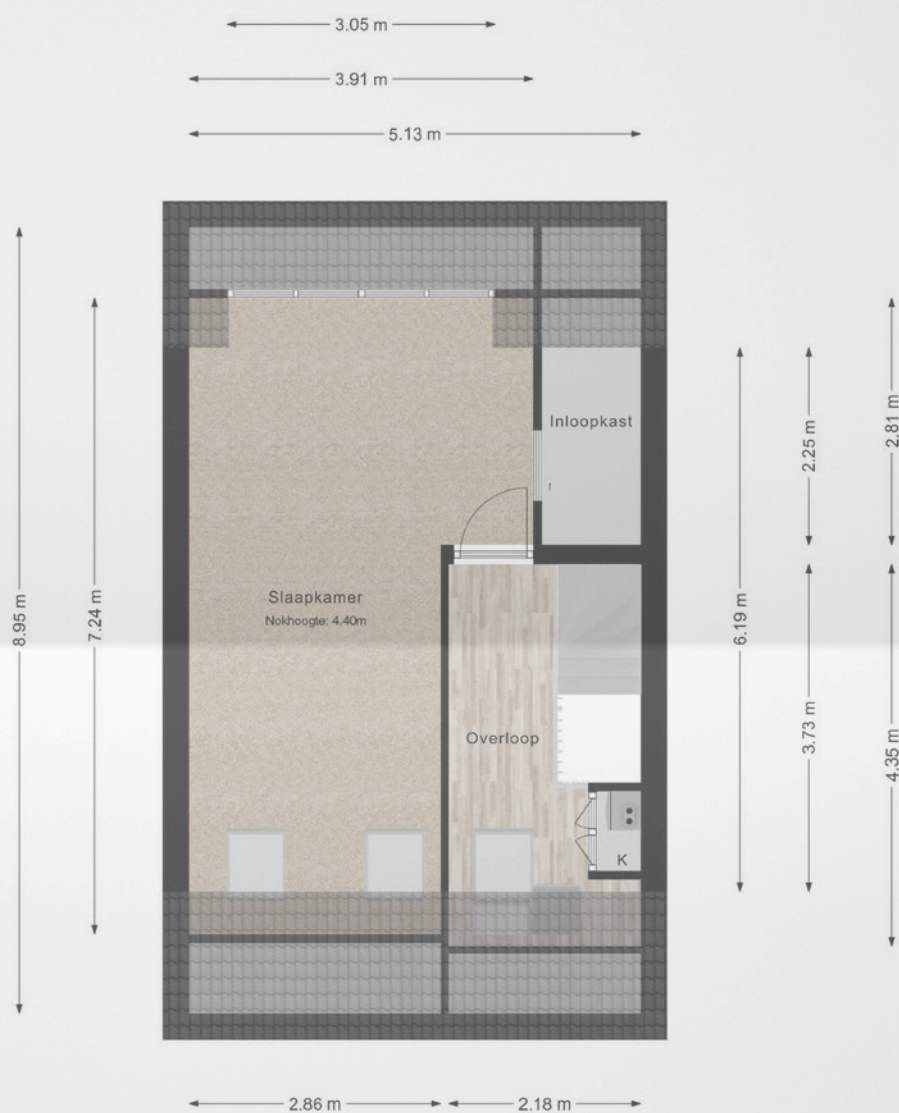 3.05 m
3.91 m
5.13 m
Inloopkast
2.81 m
2.25 m
↑
Slaapkamer
Nokhoogte: 4.40m
8.95 m
7.24 m
6.19 m
3.73 m
Overloop
4.35 m
K
2.86 m
2.18 m